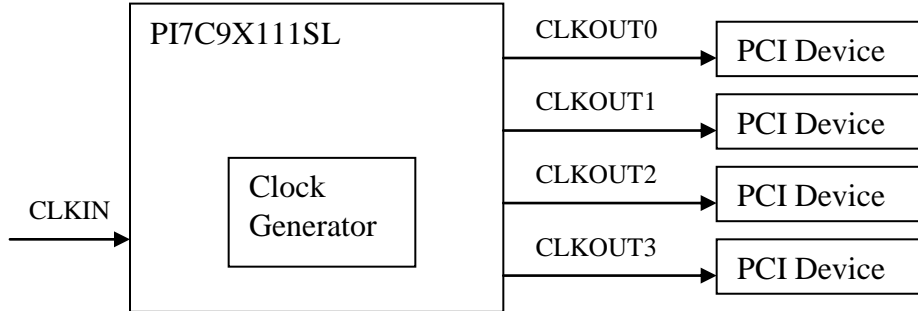 PI7C9X111SL
CLKOUT0
PCI Device
CLKOUT1
PCI Device
CLKOUT2
PCI Device
CLKOUT3
PCI Device
Clock
Generator
CLKIN